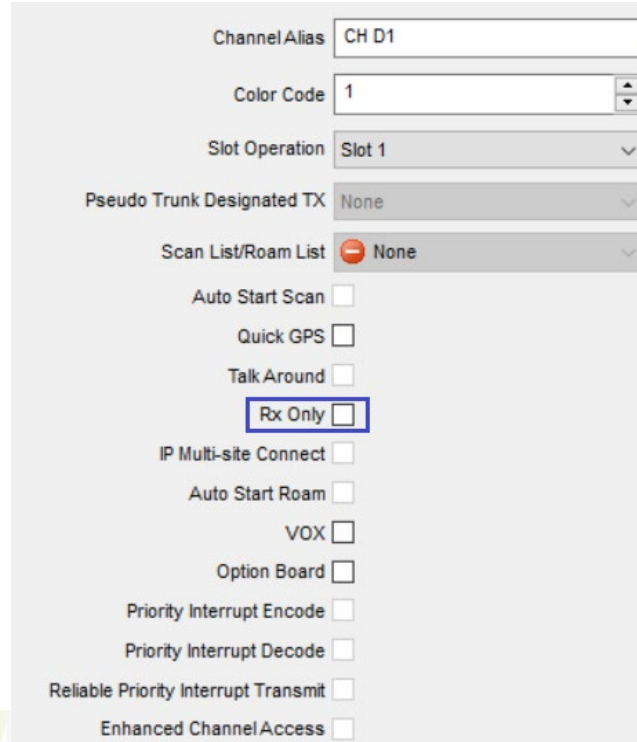 Channel Alias CH D1
Color Code 1
Slot Operation Slot 1
Pseudo Trunk Designated TX None
Scan List/Roam List None
Auto Start Scan
Quick GPS
Talk Around
Rx Only
IP Multi-site Connect
Auto Start Roam
VOX
Option Board
Priority Interrupt Encode
Priority Interrupt Decode
Reliable Priority Interrupt Transmit
Enhanced Channel Access